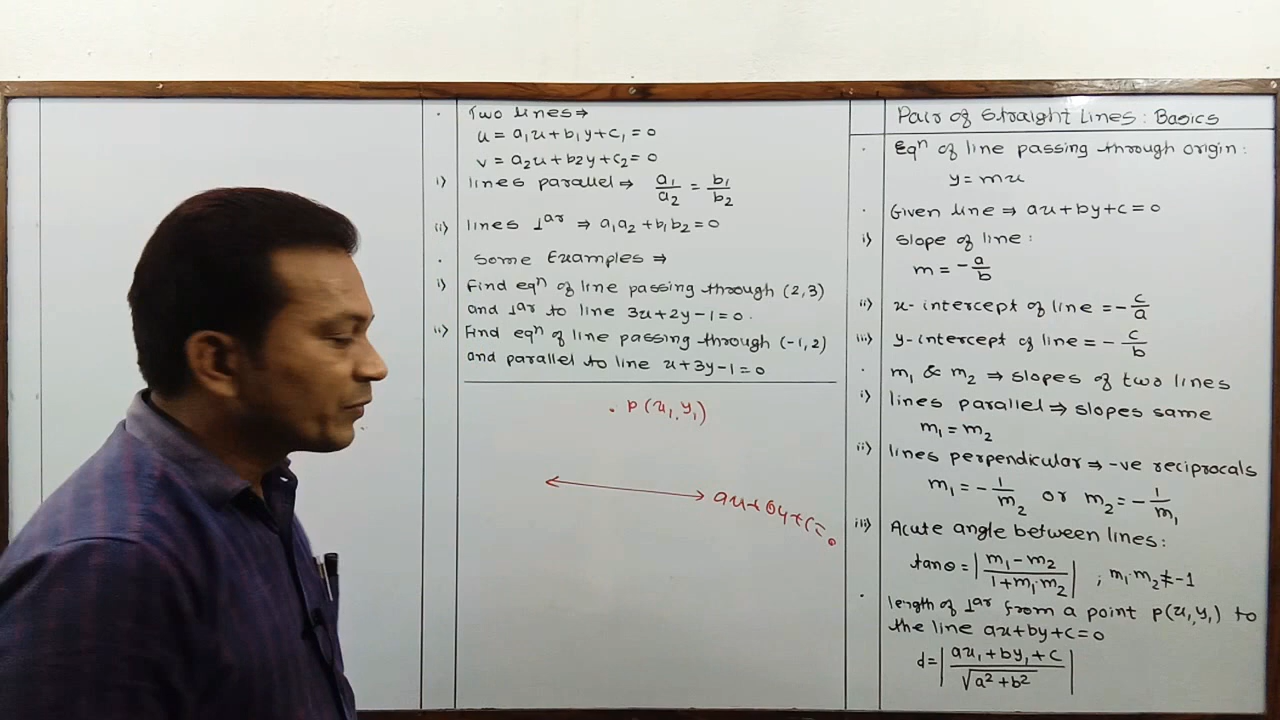 Pair of Straight Lines: Basics
· Eqⁿ of line passing through origin:
y=mx
· Given line ⇒ ax+by+c=0
i) slope of line:
m = -a/b
ii) x-intercept of line = -c/a
iii) y-intercept of line = -c/b
· m₁ & m₂ ⇒ slopes of two lines
i) lines parallel ⇒ slopes same
m₁ = m₂
ii) lines perpendicular ⇒ -ve reciprocals
m₁ = -1/m₂ or m₂ = -1/m₁
iii) Acute angle between lines:
tanθ = |(m₁-m₂)/(1+m₁·m₂)| ; m₁·m₂≠-1
· length of ⊥ᵃʳ from a point P(x₁,y₁) to
the line ax+by+c=0
d = |(ax₁+by₁+c)/√(a²+b²)|
· Two lines ⇒
u = a₁x+b₁y+c₁=0
v = a₂x+b₂y+c₂=0
i) lines parallel ⇒ a₁/a₂ = b₁/b₂
ii) lines ⊥ᵃʳ ⇒ a₁a₂+b₁b₂=0
· Some Examples ⇒
i) Find eqⁿ of line passing through (2,3)
and ⊥ᵃʳ to line 3x+2y-1=0.
ii) Find eqⁿ of line passing through (-1,2)
and parallel to line x+3y-1=0
· P(x₁,y₁)
ax+by+c=0